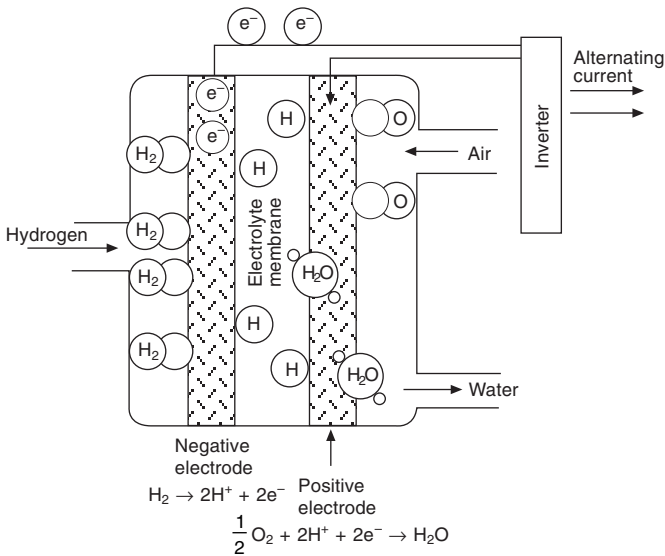 e⁻ e⁻
Alternating
current
e⁻
H O
Inverter
e⁻
Air
H₂
H
O
Electrolyte
membrane
H₂
Hydrogen
H₂
H₂O
H
H₂
H
H₂O
Water
Negative
electrode
H₂ → 2H⁺ + 2e⁻
Positive
electrode
1/2 O₂ + 2H⁺ + 2e⁻ → H₂O